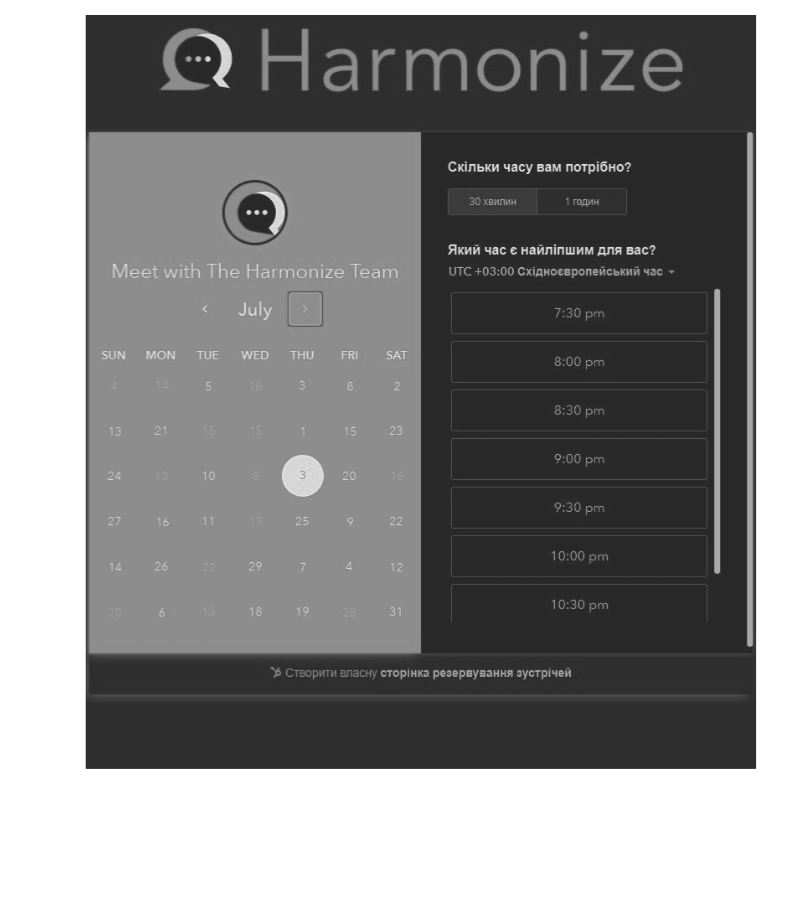 Harmonize
Meet with The Harmonize Team
July
SUN MON TUE WED THU FRI SAT
4 14 5 18 3 8 2
13 21 15 15 1 15 23
24 13 10 8 3 20 16
27 16 11 13 25 9 22
14 26 22 29 7 4 12
20 6 13 18 19 28 31
Скільки часу вам потрібно?
30 хвилин 1 годин
Який час є найліпшим для вас?
UTC +03:00 Східноєвропейський час
7:30 pm
8:00 pm
8:30 pm
9:00 pm
9:30 pm
10:00 pm
10:30 pm
Створити власну сторінка резервування зустрічей